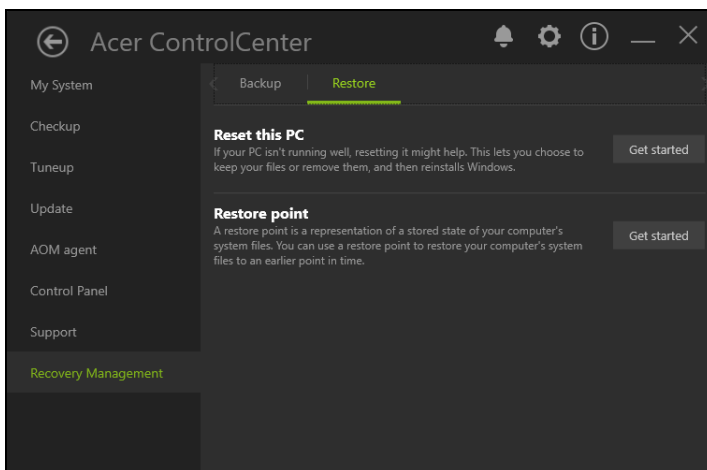 Acer ControlCenter
My System
Checkup
Tuneup
Update
AOM agent
Control Panel
Support
Recovery Management
Backup
Restore
Reset this PC
If your PC isn't running well, resetting it might help. This lets you choose to
keep your files or remove them, and then reinstalls Windows.
Get started
Restore point
A restore point is a representation of a stored state of your computer's
system files. You can use a restore point to restore your computer's system
files to an earlier point in time.
Get started